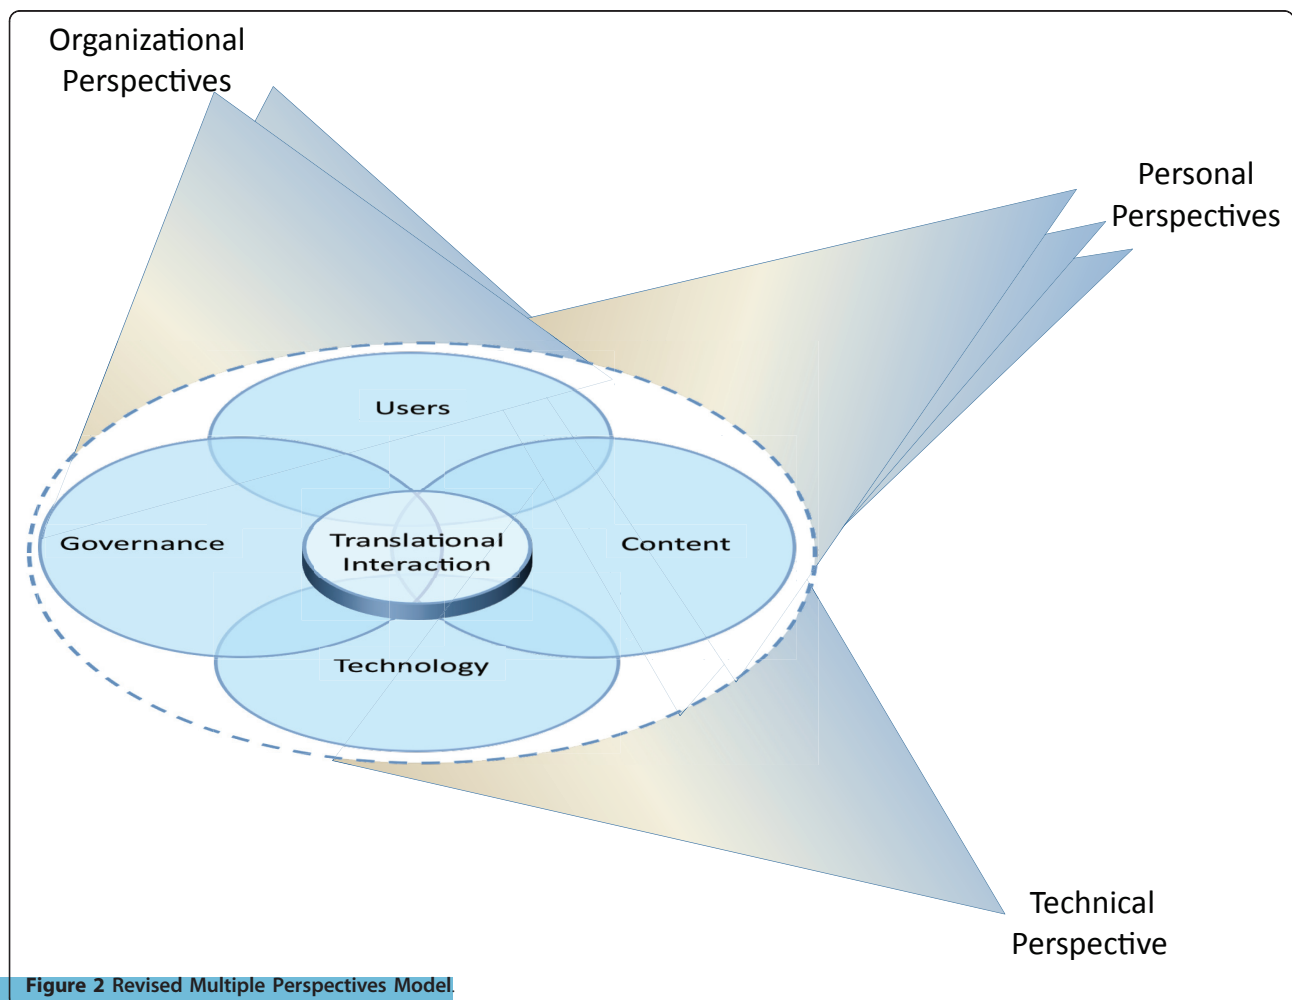 Organizational
Perspectives
Personal
Perspectives
Users
Governance
Translational
Interaction
Content
Technology
Technical
Perspective
Figure 2 Revised Multiple Perspectives Model.